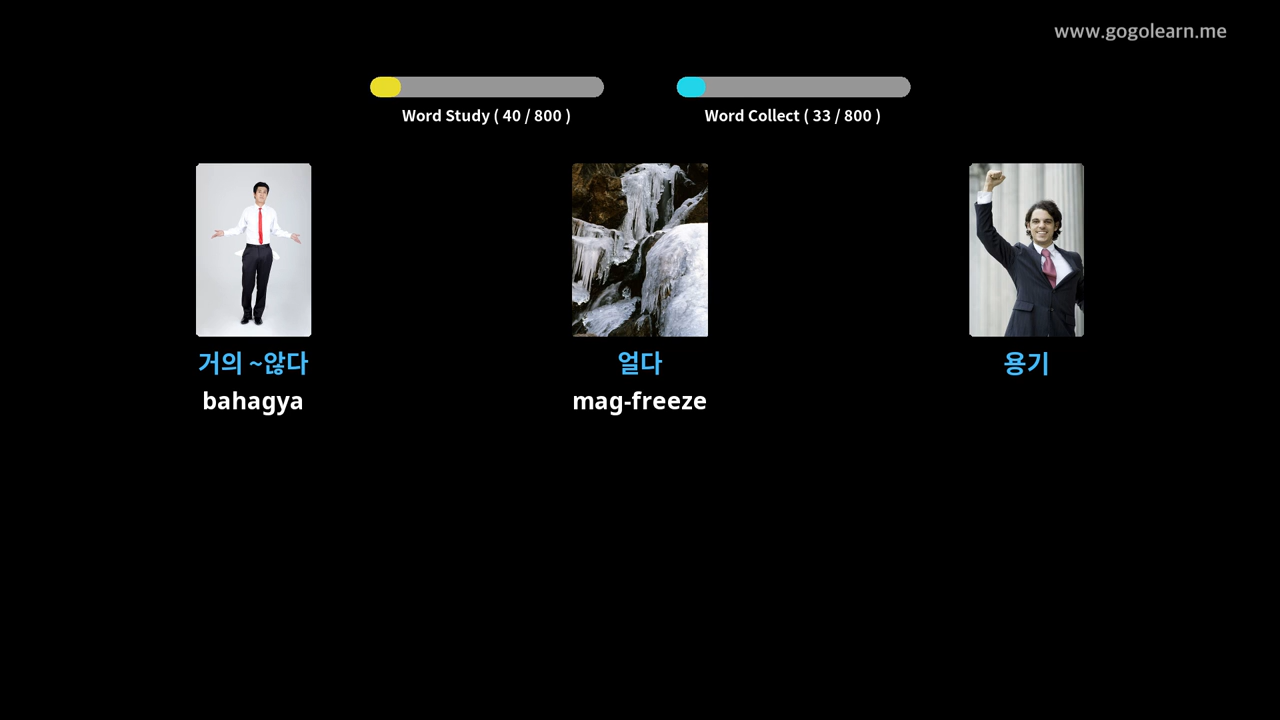 www.gogolearn.me
Word Study ( 40 / 800 )
Word Collect ( 33 / 800 )
거의 ~않다
bahagya
얼다
mag-freeze
용기